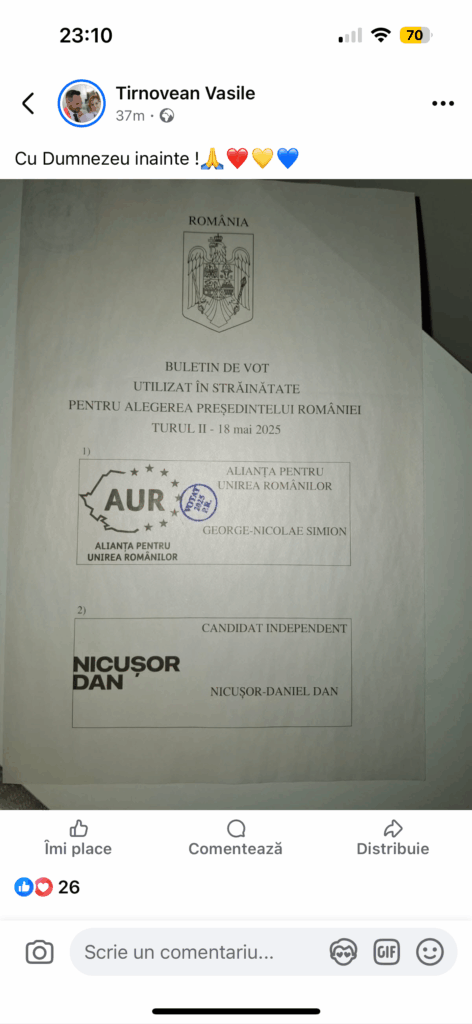 23:10
70
Tirnovean Vasile
37m ·
Cu Dumnezeu inainte !🙏❤️💛💙
ROMÂNIA
BULETIN DE VOT
UTILIZAT ÎN STRĂINĂTATE
PENTRU ALEGEREA PREȘEDINTELUI ROMÂNIEI
TURUL II - 18 mai 2025
1)
ALIANȚA PENTRU
UNIREA ROMÂNILOR
AUR
VOTAT
2025
P.R.
GEORGE-NICOLAE SIMION
ALIANȚA PENTRU
UNIREA ROMÂNILOR
2)
CANDIDAT INDEPENDENT
NICUȘOR
DAN
NICUȘOR-DANIEL DAN
Îmi place
Comentează
Distribuie
26
Scrie un comentariu...
GIF